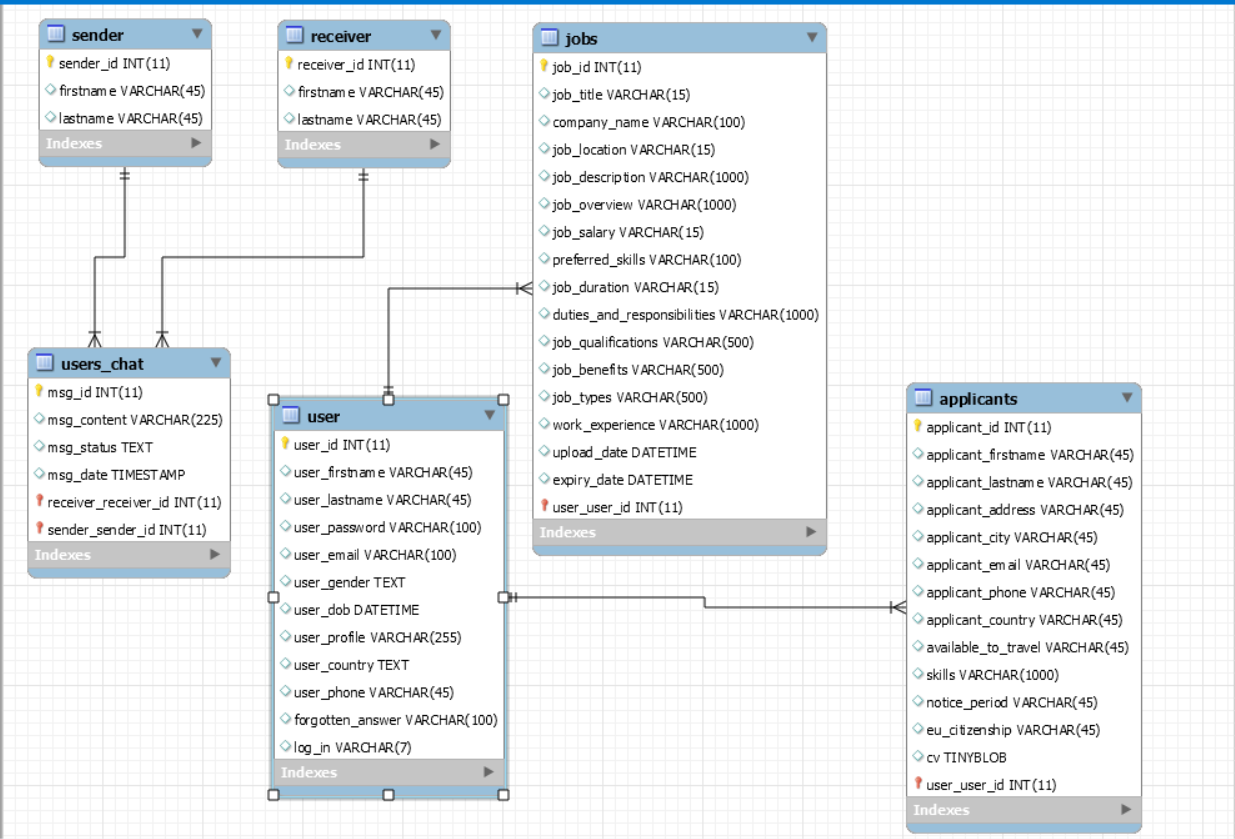 sender
sender_id INT(11)
firstname VARCHAR(45)
lastname VARCHAR(45)
Indexes
receiver
receiver_id INT(11)
firstname VARCHAR(45)
lastname VARCHAR(45)
Indexes
jobs
job_id INT(11)
job_title VARCHAR(15)
company_name VARCHAR(100)
job_location VARCHAR(15)
job_description VARCHAR(1000)
job_overview VARCHAR(1000)
job_salary VARCHAR(15)
preferred_skills VARCHAR(100)
job_duration VARCHAR(15)
duties_and_responsibilities VARCHAR(1000)
job_qualifications VARCHAR(500)
job_benefits VARCHAR(500)
job_types VARCHAR(500)
work_experience VARCHAR(1000)
upload_date DATETIME
expiry_date DATETIME
user_user_id INT(11)
Indexes
users_chat
msg_id INT(11)
msg_content VARCHAR(225)
msg_status TEXT
msg_date TIMESTAMP
receiver_receiver_id INT(11)
sender_sender_id INT(11)
Indexes
user
user_id INT(11)
user_firstname VARCHAR(45)
user_lastname VARCHAR(45)
user_password VARCHAR(100)
user_email VARCHAR(100)
user_gender TEXT
user_dob DATETIME
user_profile VARCHAR(255)
user_country TEXT
user_phone VARCHAR(45)
forgotten_answer VARCHAR(100)
log_in VARCHAR(7)
Indexes
applicants
applicant_id INT(11)
applicant_firstname VARCHAR(45)
applicant_lastname VARCHAR(45)
applicant_address VARCHAR(45)
applicant_city VARCHAR(45)
applicant_email VARCHAR(45)
applicant_phone VARCHAR(45)
applicant_country VARCHAR(45)
available_to_travel VARCHAR(45)
skills VARCHAR(1000)
notice_period VARCHAR(45)
eu_citizenship VARCHAR(45)
cv TINYBLOB
user_user_id INT(11)
Indexes